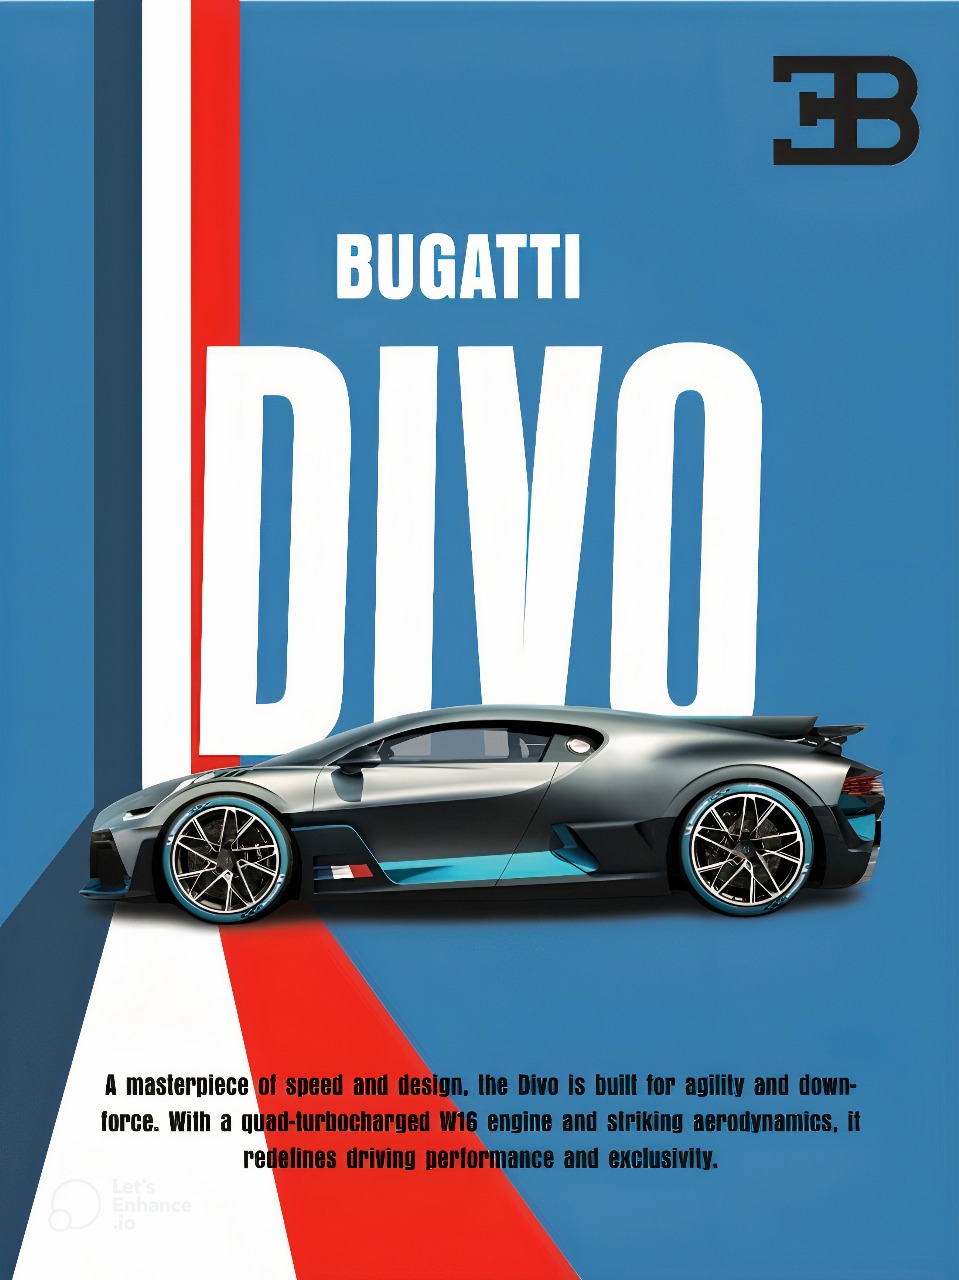 EB
BUGATTI
DIVO
A masterpiece of speed and design, the Divo is built for agility and down-
force. With a quad-turbocharged W16 engine and striking aerodynamics, it
redefines driving performance and exclusivity.
Let's
Enhance
.io